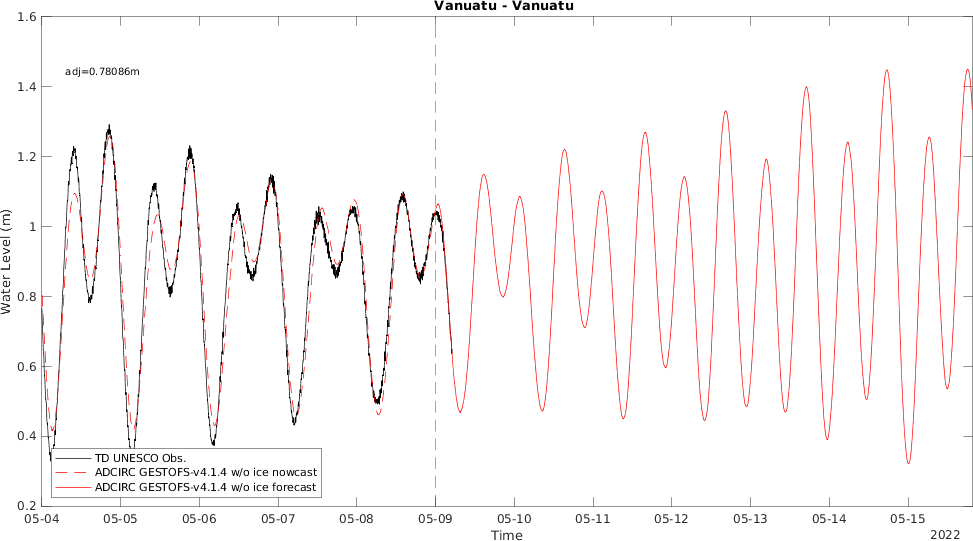 Vanuatu - Vanuatu
1.6
1.4
1.2
1
0.8
0.6
0.4
0.2
Water Level (m)
adj=0.78086m
TD UNESCO Obs.
ADCIRC GESTOFS-v4.1.4 w/o ice nowcast
ADCIRC GESTOFS-v4.1.4 w/o ice forecast
05-04 05-05 05-06 05-07 05-08 05-09 05-10 05-11 05-12 05-13 05-14 05-15
Time
2022